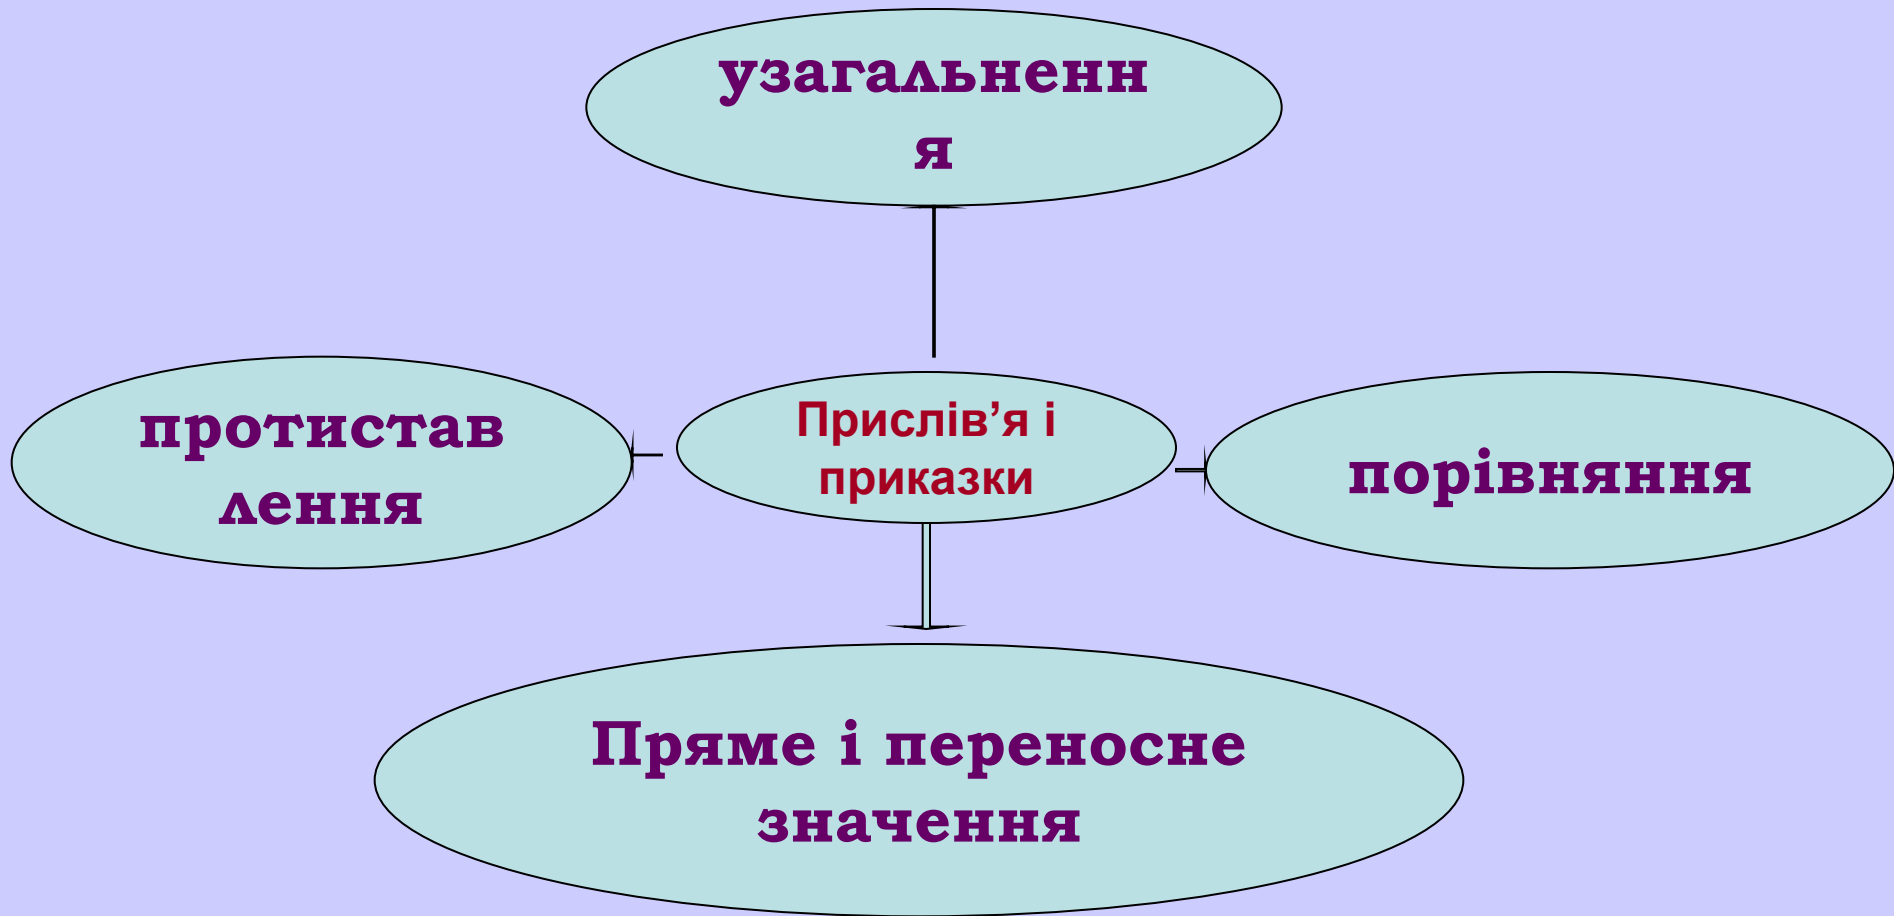 узагальненн
я
протистав
лення
Прислів’я і
приказки
порівняння
Пряме і переносне
значення